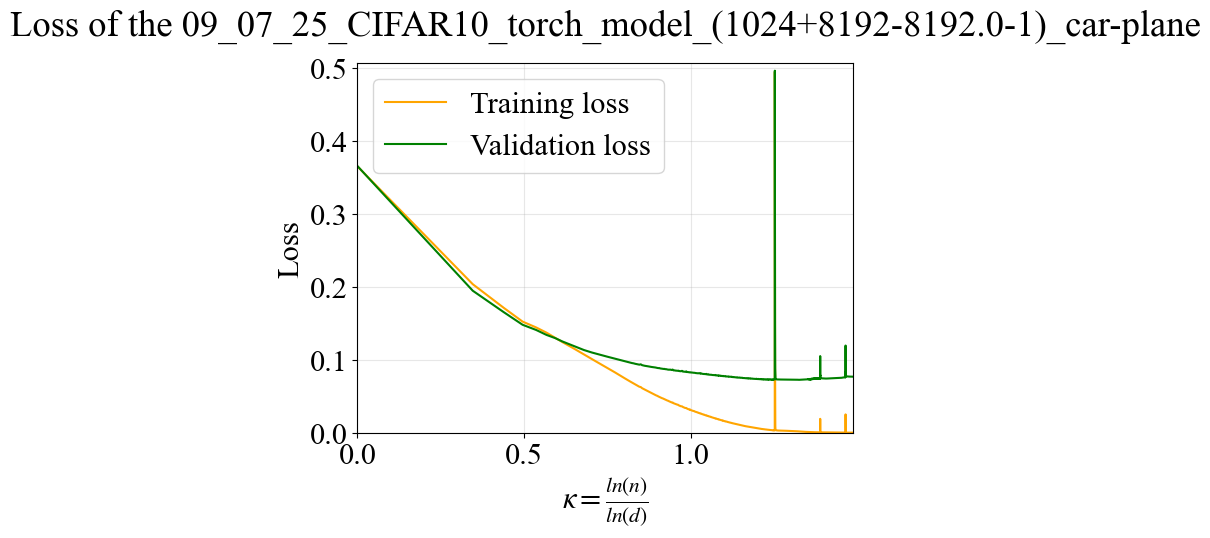 Loss of the 09_07_25_CIFAR10_torch_model_(1024+8192-8192.0-1)_car-plane
0.5
0.4
0.3
0.2
0.1
0.0
Loss
Training loss
Validation loss
0.0 0.5 1.0
κ = ln(n)/ln(d)